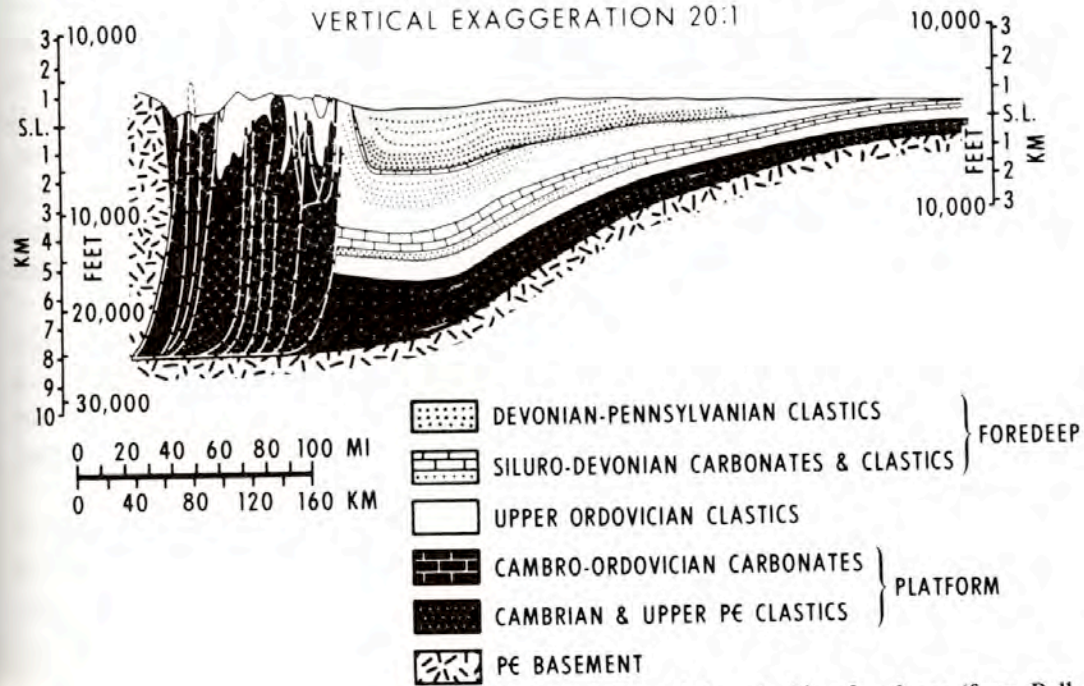 VERTICAL EXAGGERATION 20:1
3 10,000
2
1
S.L.
1
2
3 10,000
4
5
6 20,000
7
8
9
10 30,000
KM
FEET
10,000 3
2
1
S.L.
1
2
10,000 3
FEET
KM
0 20 40 60 80 100 MI
0 40 80 120 160 KM
DEVONIAN-PENNSYLVANIAN CLASTICS
SILURO-DEVONIAN CARBONATES & CLASTICS
FOREDEEP
UPPER ORDOVICIAN CLASTICS
CAMBRO-ORDOVICIAN CARBONATES
CAMBRIAN & UPPER PЄ CLASTICS
PLATFORM
PЄ BASEMENT